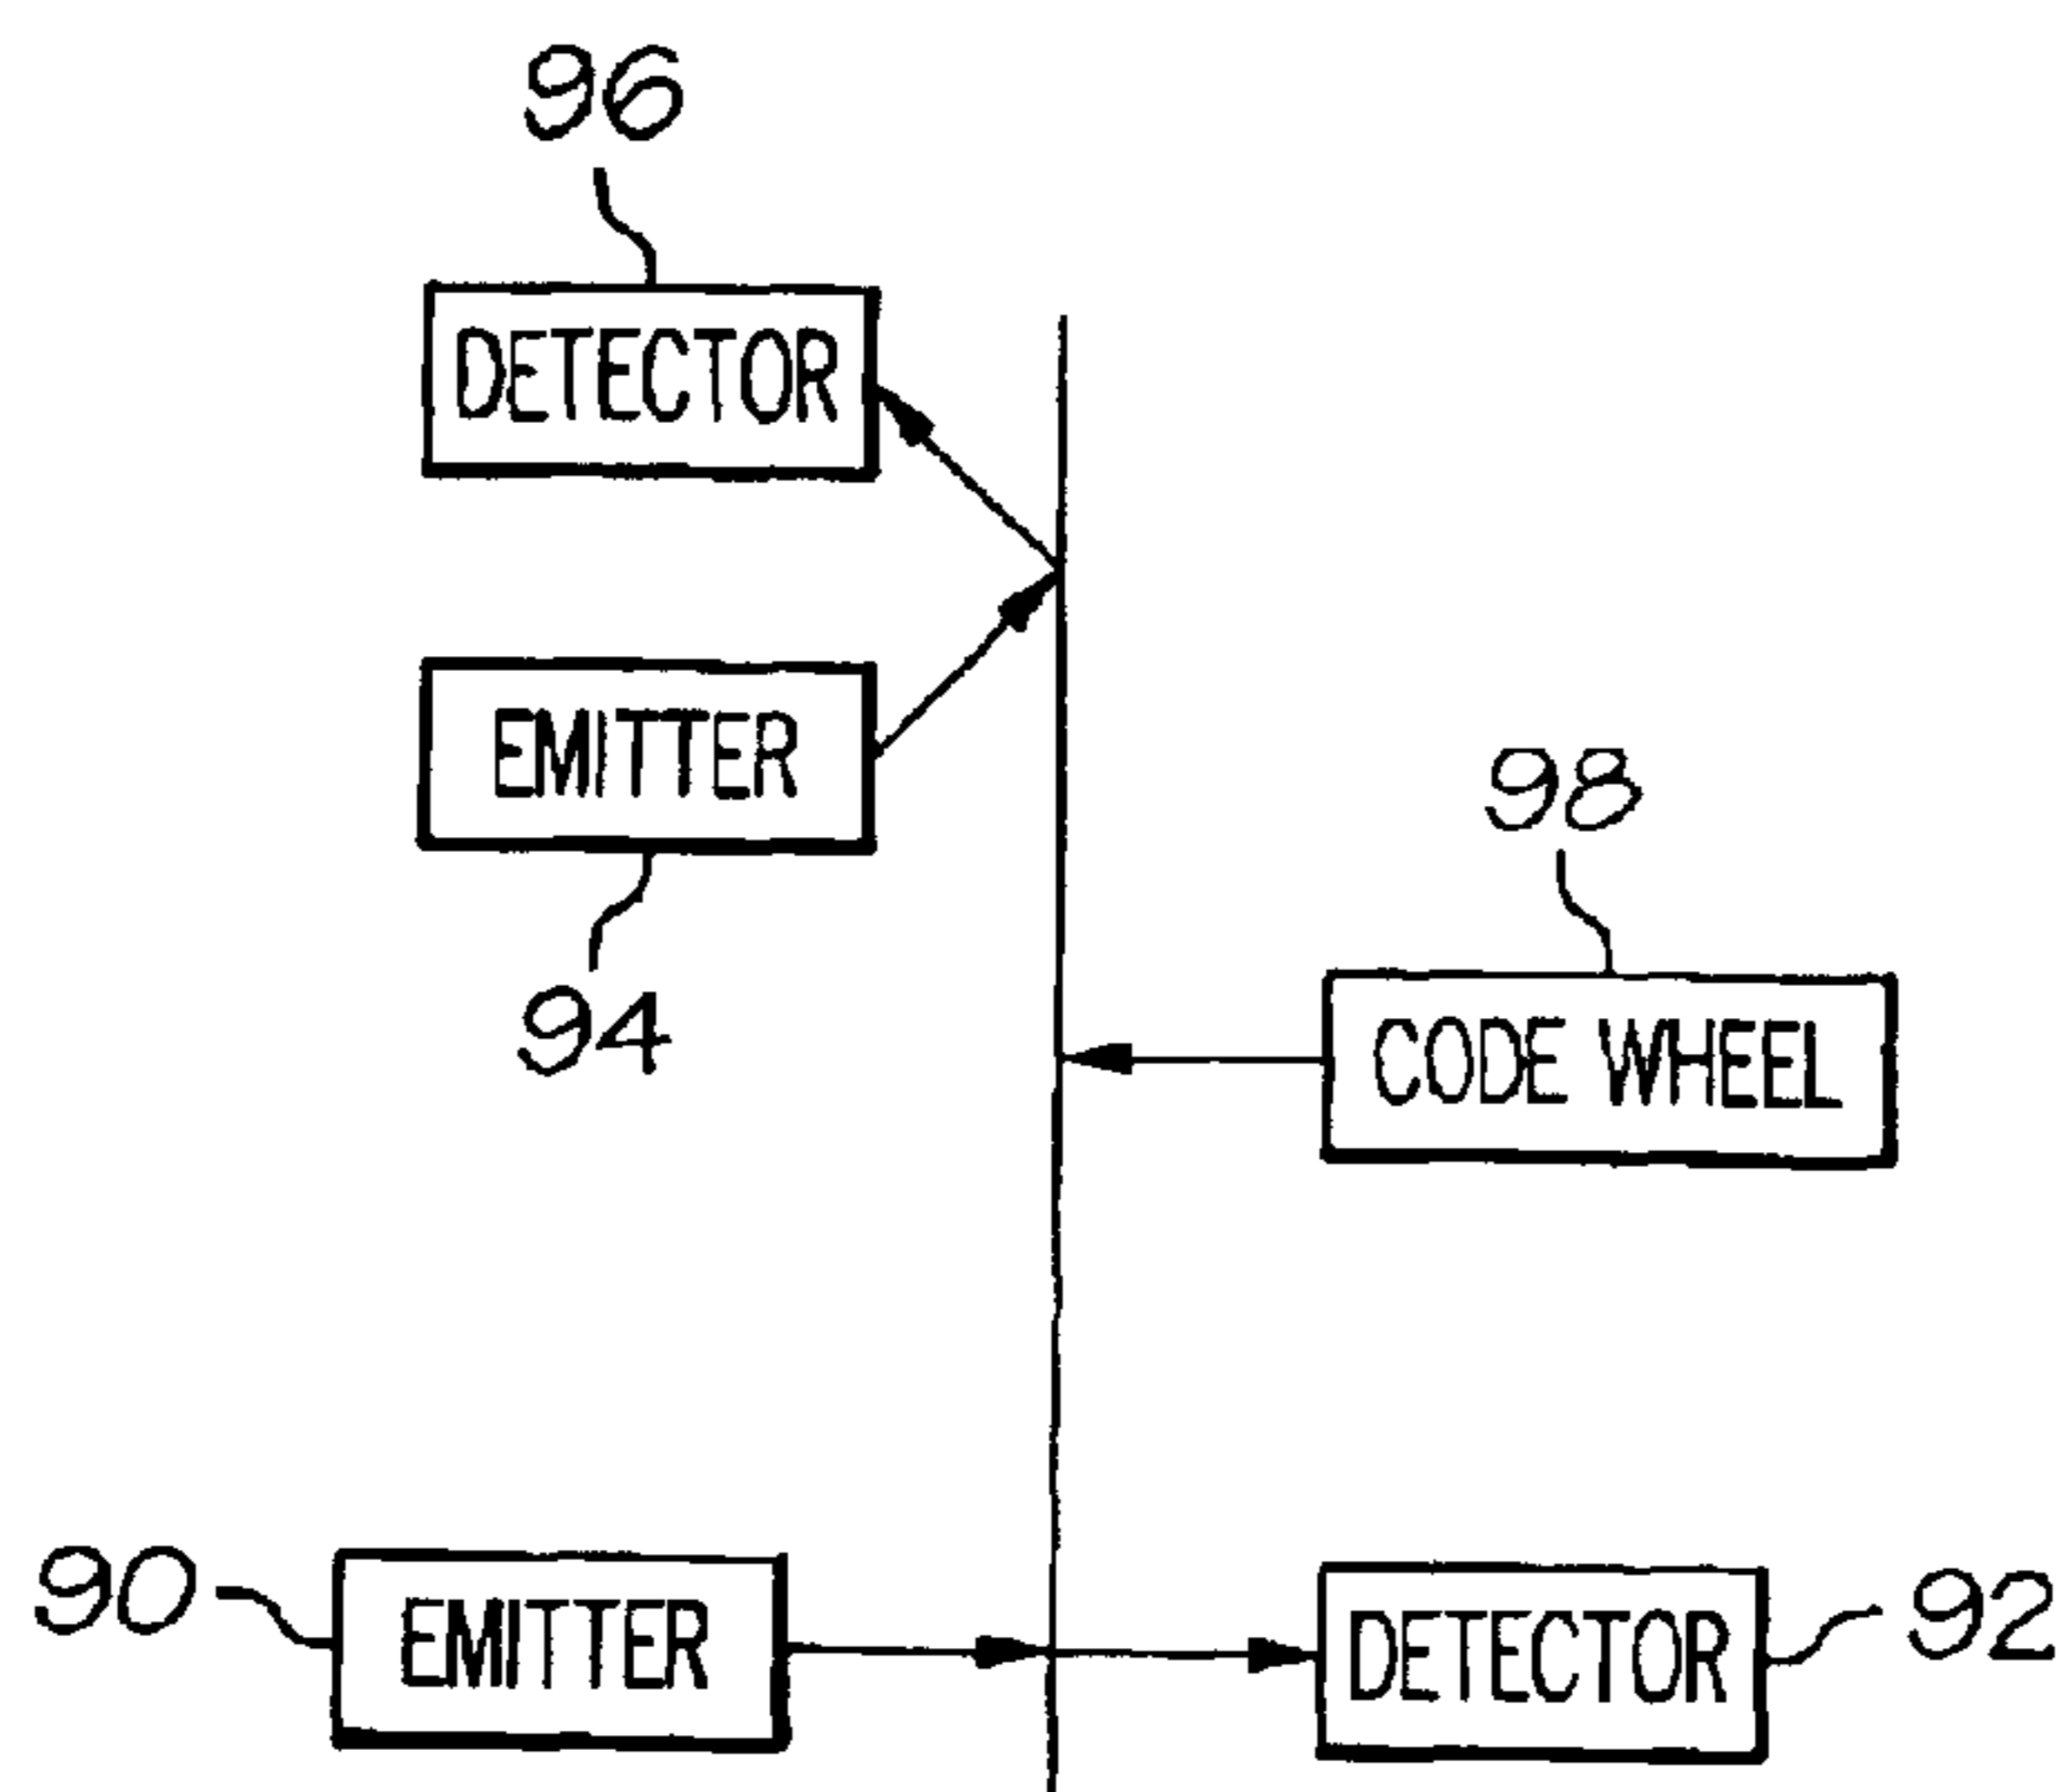 96
DETECTOR
EMITTER
94
98
CODE WHEEL
90
EMITTER
DETECTOR
92